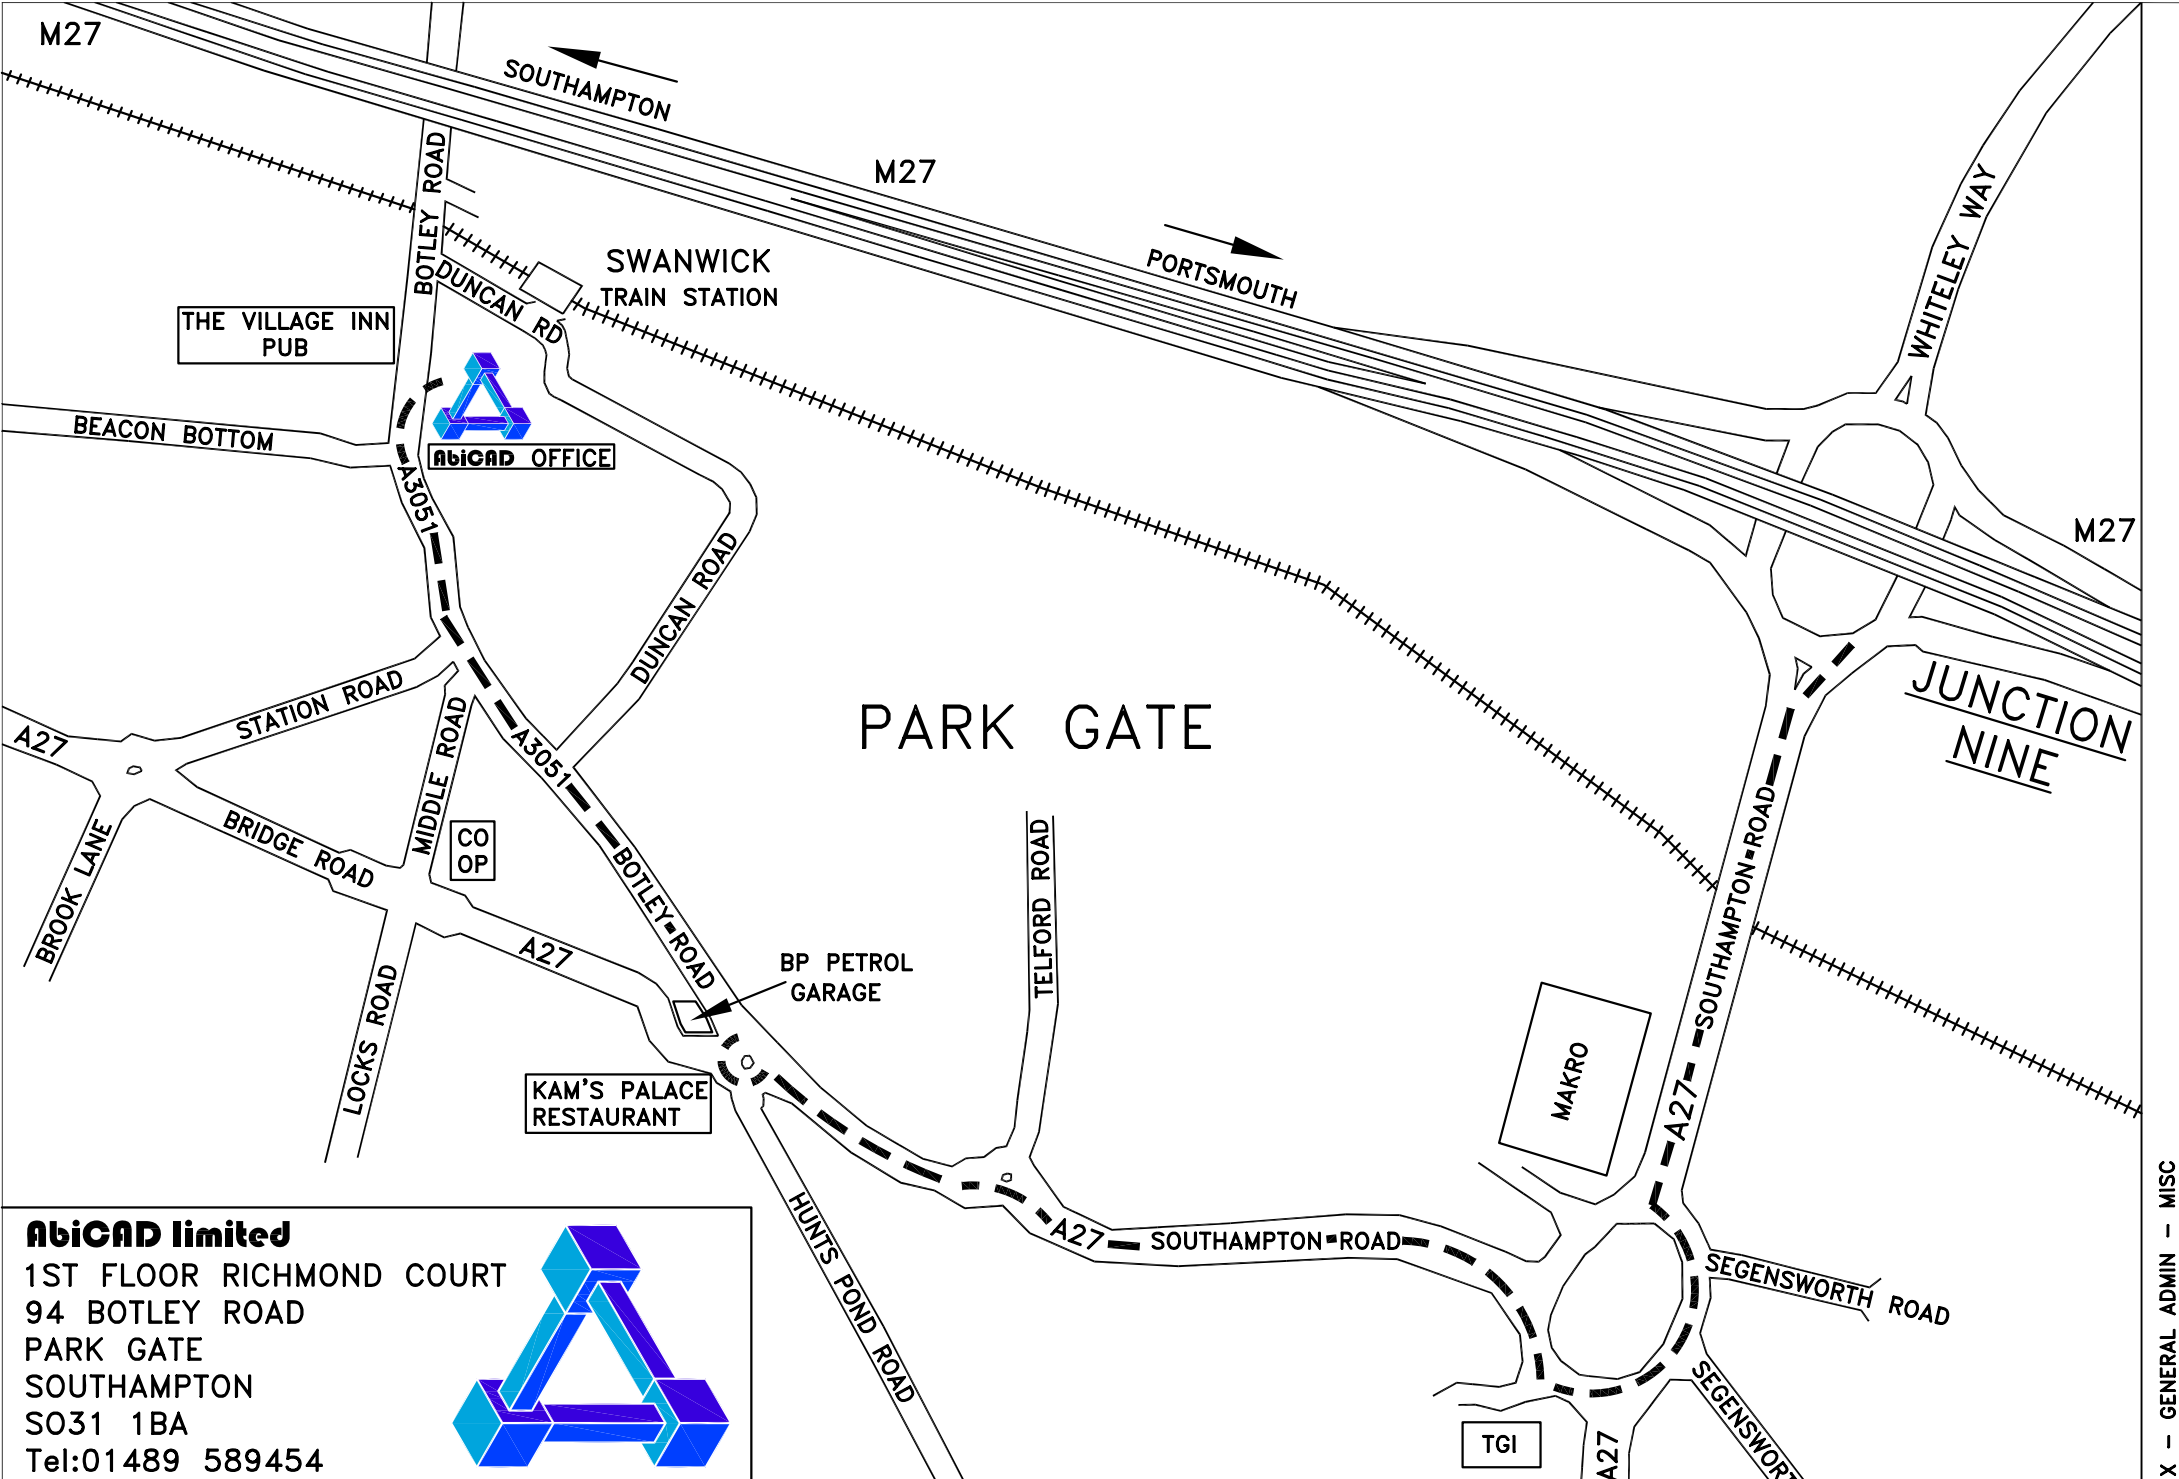 M27
SOUTHAMPTON
M27
BOTLEY ROAD
WHITELEY WAY
SWANWICK
TRAIN STATION
PORTSMOUTH
DUNCAN RD
THE VILLAGE INN
PUB
BEACON BOTTOM
AbiCAD OFFICE
A3051
M27
DUNCAN ROAD
STATION ROAD
JUNCTION
NINE
A27
PARK GATE
A3051
MIDDLE ROAD
BRIDGE ROAD
CO
OP
BROOK LANE
BOTLEY ROAD
TELFORD ROAD
SOUTHAMPTON ROAD
A27
BP PETROL
GARAGE
LOCKS ROAD
MAKRO
A27
KAM'S PALACE
RESTAURANT
HUNTS POND ROAD
A27
SOUTHAMPTON ROAD
SEGENSWORTH ROAD
SEGENSWORT
TGI
A27
AbiCAD limited
1ST FLOOR RICHMOND COURT
94 BOTLEY ROAD
PARK GATE
SOUTHAMPTON
SO31 1BA
Tel:01489 589454
X - GENERAL ADMIN - MISC